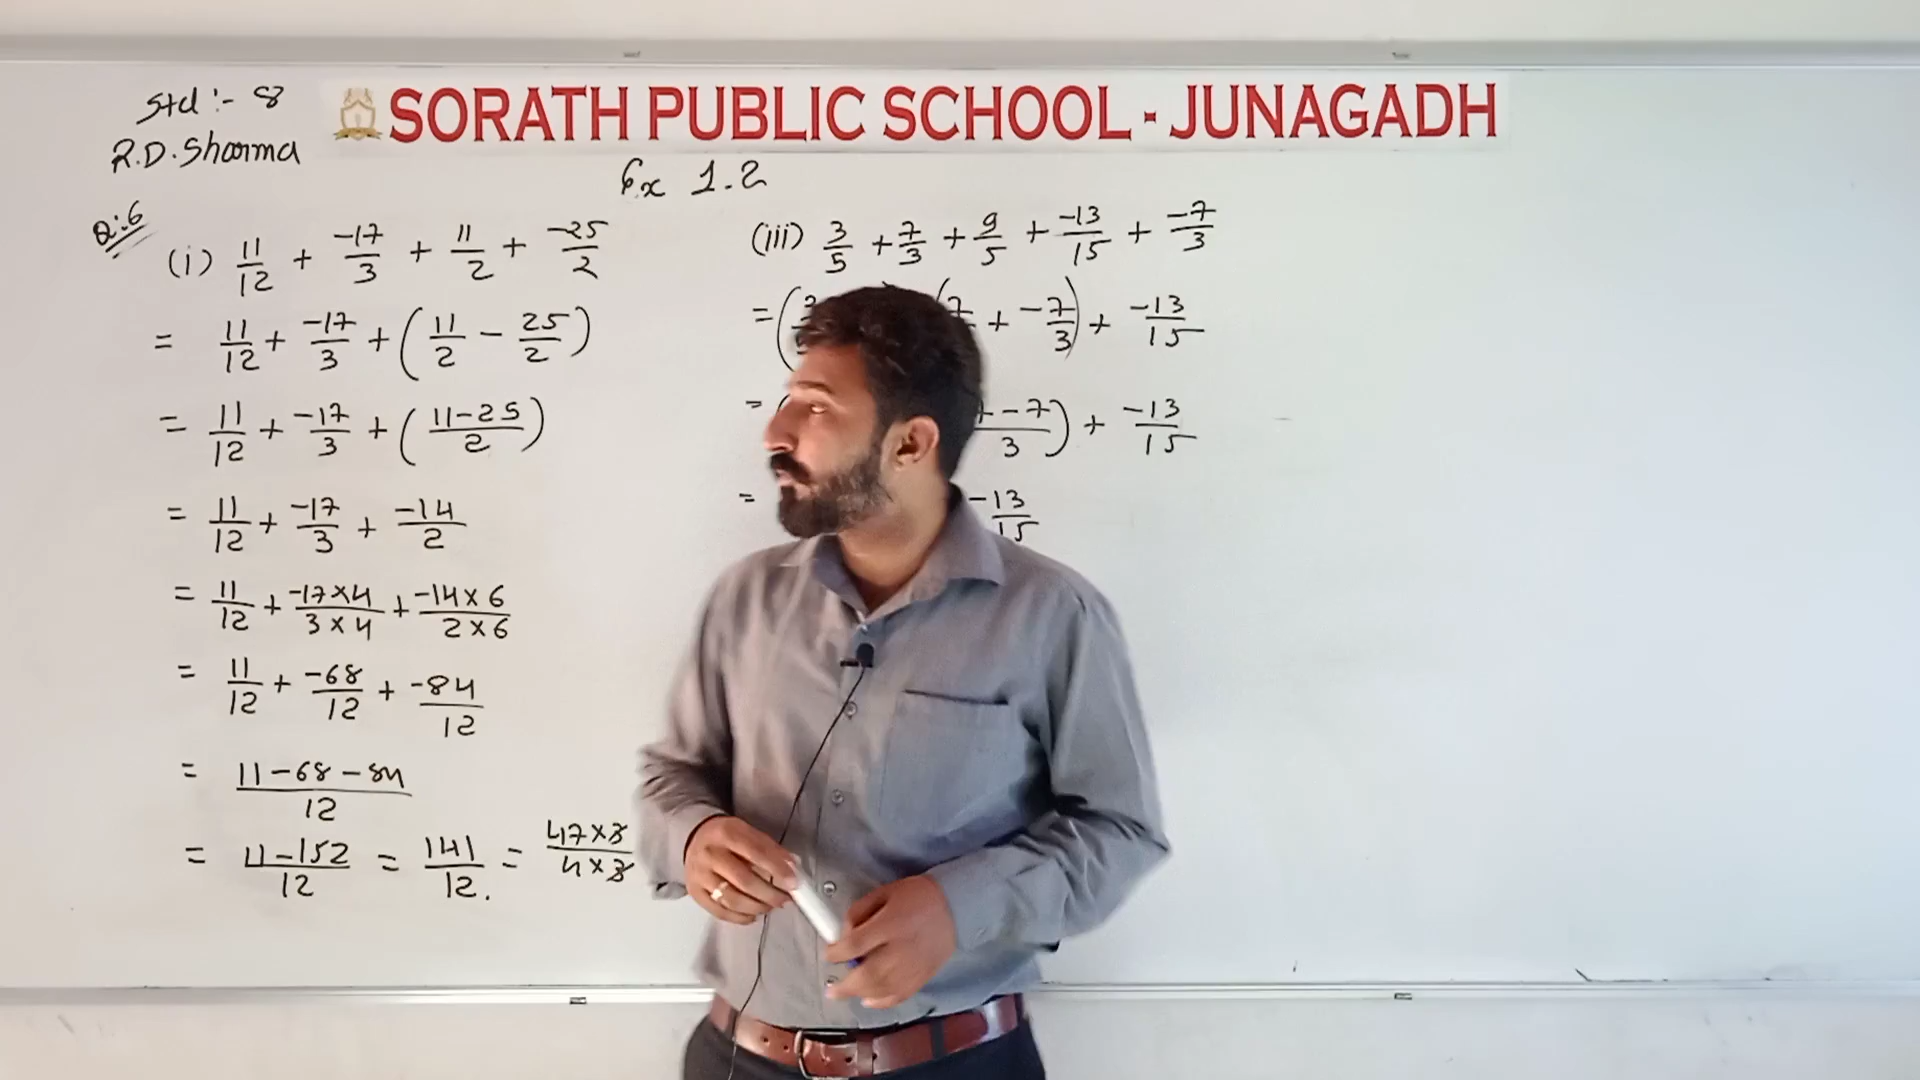 Std :- 8
R.D. Sharma
SORATH PUBLIC SCHOOL - JUNAGADH
Ex 1.2
Q:6
(i) 11/12 + -17/3 + 11/2 + -25/2
= 11/12 + -17/3 + (11/2 - 25/2)
= 11/12 + -17/3 + (11-25/2)
= 11/12 + -17/3 + -14/2
= 11/12 + -17×4/3×4 + -14×6/2×6
= 11/12 + -68/12 + -84/12
= 11-68-84/12
= 11-152/12 = 141/12. = 47×3/4×3
(iii) 3/5 + 7/3 + 9/5 + -13/15 + -7/3
= ( + -7/3) + -13/15
= -7/3) + -13/15
= -13/15